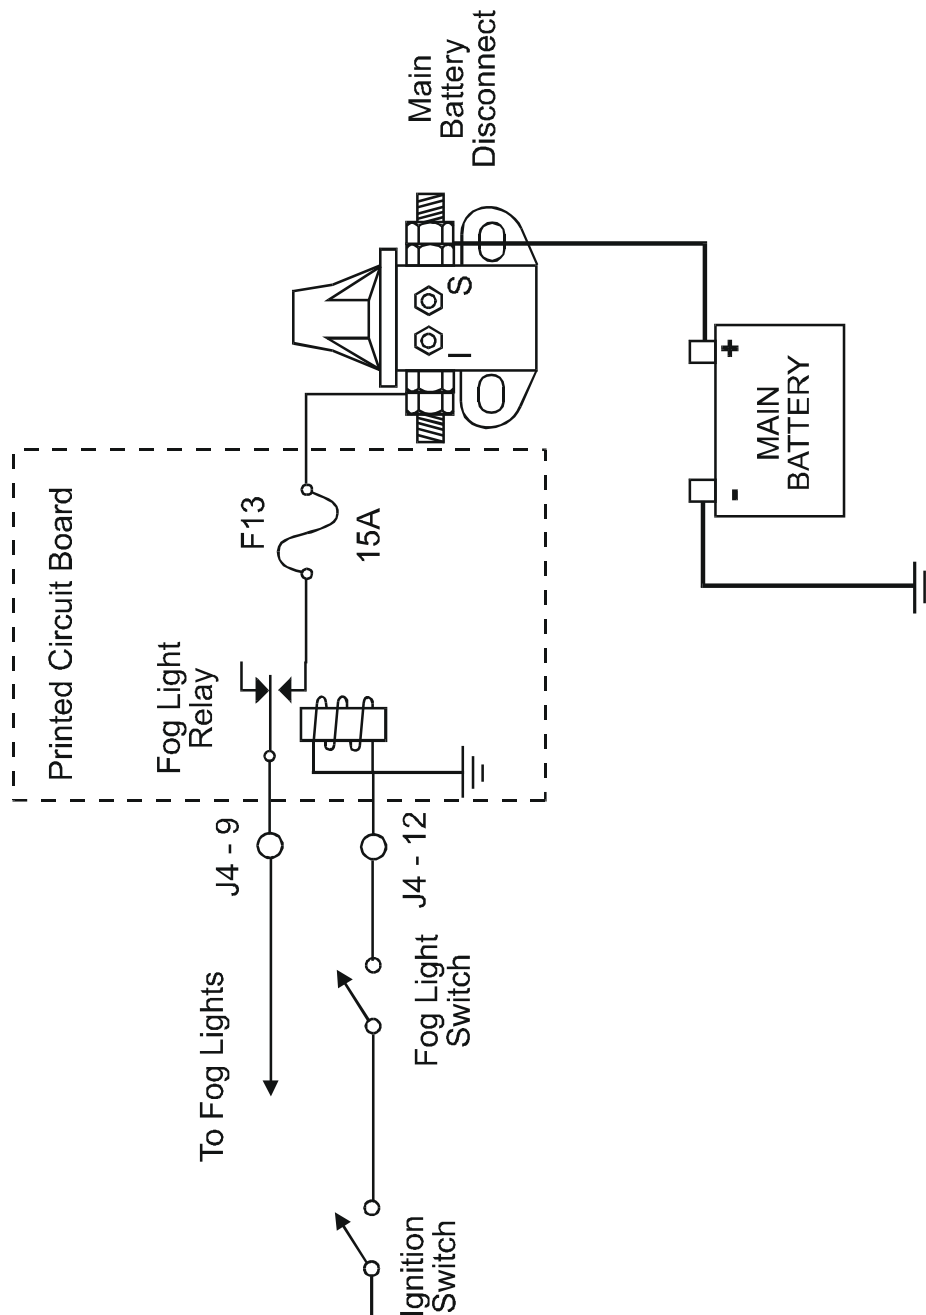 Main
Battery
Disconnect
S
I
Printed Circuit Board
F13
15A
Fog Light
Relay
+
-
MAIN
BATTERY
J4 - 9
J4 - 12
To Fog Lights
Fog Light
Switch
Ignition
Switch